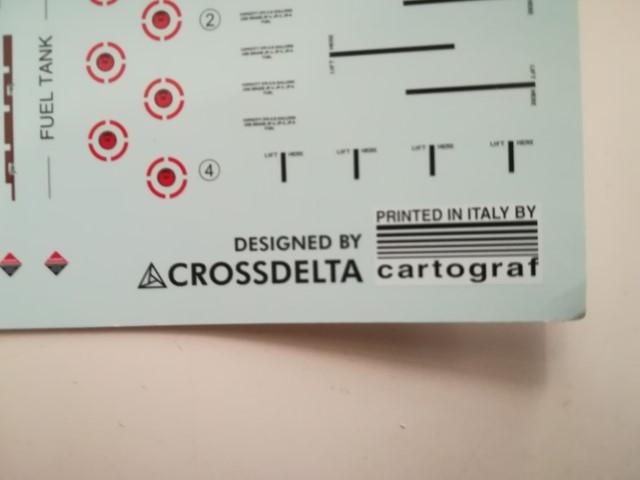 2
HERE
LIFT HERE
LIFT HERE
FUEL TANK
4
LIFT HERE
LIFT HERE
LIFT HERE
LIFT HERE
PRINTED IN ITALY BY
DESIGNED BY
CROSSDELTA
cartograf